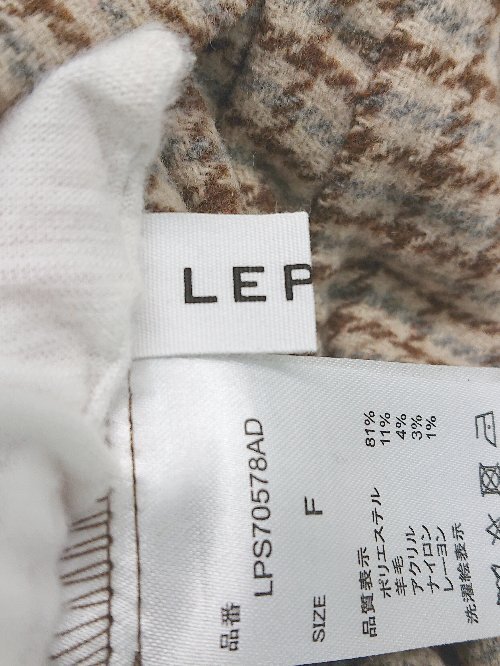 LEP
品番
LPS70578AD
SIZE F
品質表示
ポリエステル 81%
羊毛 11%
アクリル 4%
ナイロン 3%
レーヨン 1%
洗濯絵表示